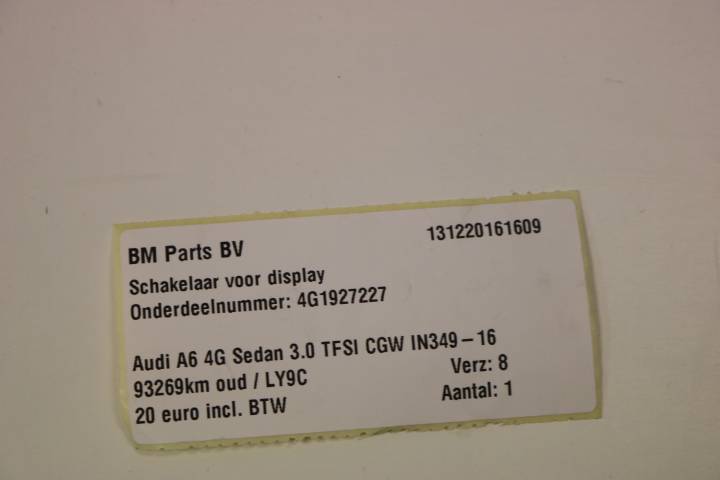 BM Parts BV 131220161609
Schakelaar voor display
Onderdeelnummer: 4G1927227
Audi A6 4G Sedan 3.0 TFSI CGW IN349-16
93269km oud / LY9C Verz: 8
20 euro incl. BTW Aantal: 1